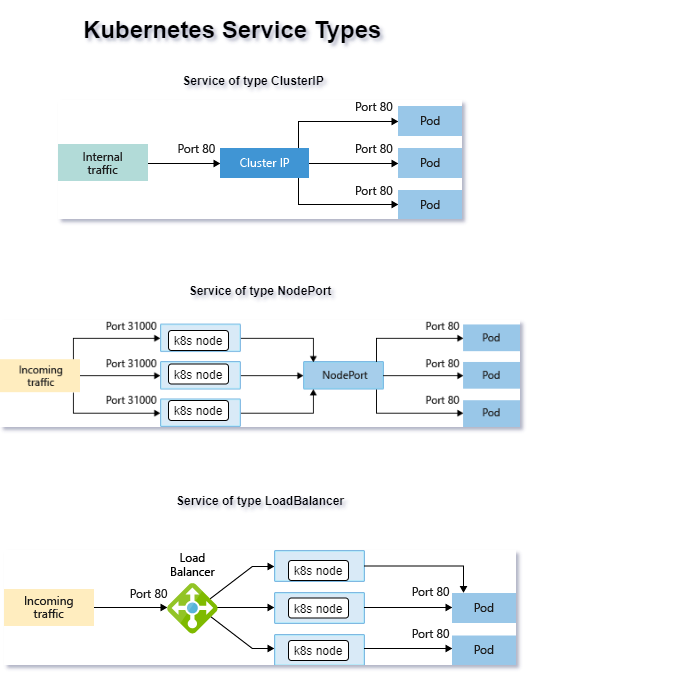 Kubernetes Service Types
Service of type ClusterIP
Port 80
Pod
Internal
traffic
Port 80
Cluster IP
Port 80
Pod
Port 80
Pod
Service of type NodePort
Port 31000
k8s node
Port 80
Pod
Incoming
traffic
Port 31000
k8s node
NodePort
Port 80
Pod
Port 31000
k8s node
Port 80
Pod
Service of type LoadBalancer
Load
Balancer
k8s node
Incoming
traffic
Port 80
k8s node
Port 80
Pod
k8s node
Port 80
Pod